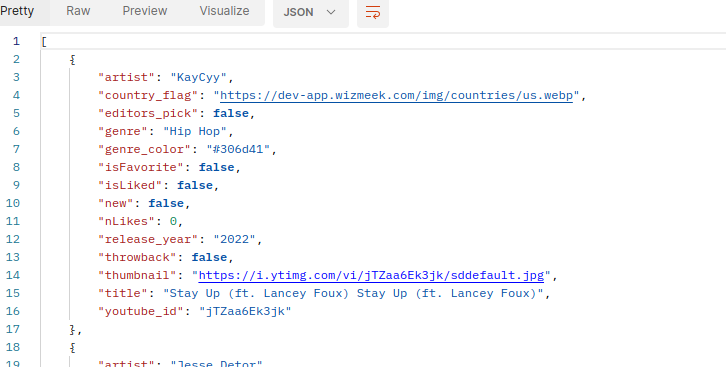 Pretty Raw Preview Visualize JSON
1 [
2 {
3 "artist": "KayCyy",
4 "country_flag": "https://dev-app.wizmeek.com/img/countries/us.webp",
5 "editors_pick": false,
6 "genre": "Hip Hop",
7 "genre_color": "#306d41",
8 "isFavorite": false,
9 "isLiked": false,
10 "new": false,
11 "nLikes": 0,
12 "release_year": "2022",
13 "throwback": false,
14 "thumbnail": "https://i.ytimg.com/vi/jTZaa6Ek3jk/sddefault.jpg",
15 "title": "Stay Up (ft. Lancey Foux) Stay Up (ft. Lancey Foux)",
16 "youtube_id": "jTZaa6Ek3jk"
17 },
18 {
19 "artist": "Jesse Detor"